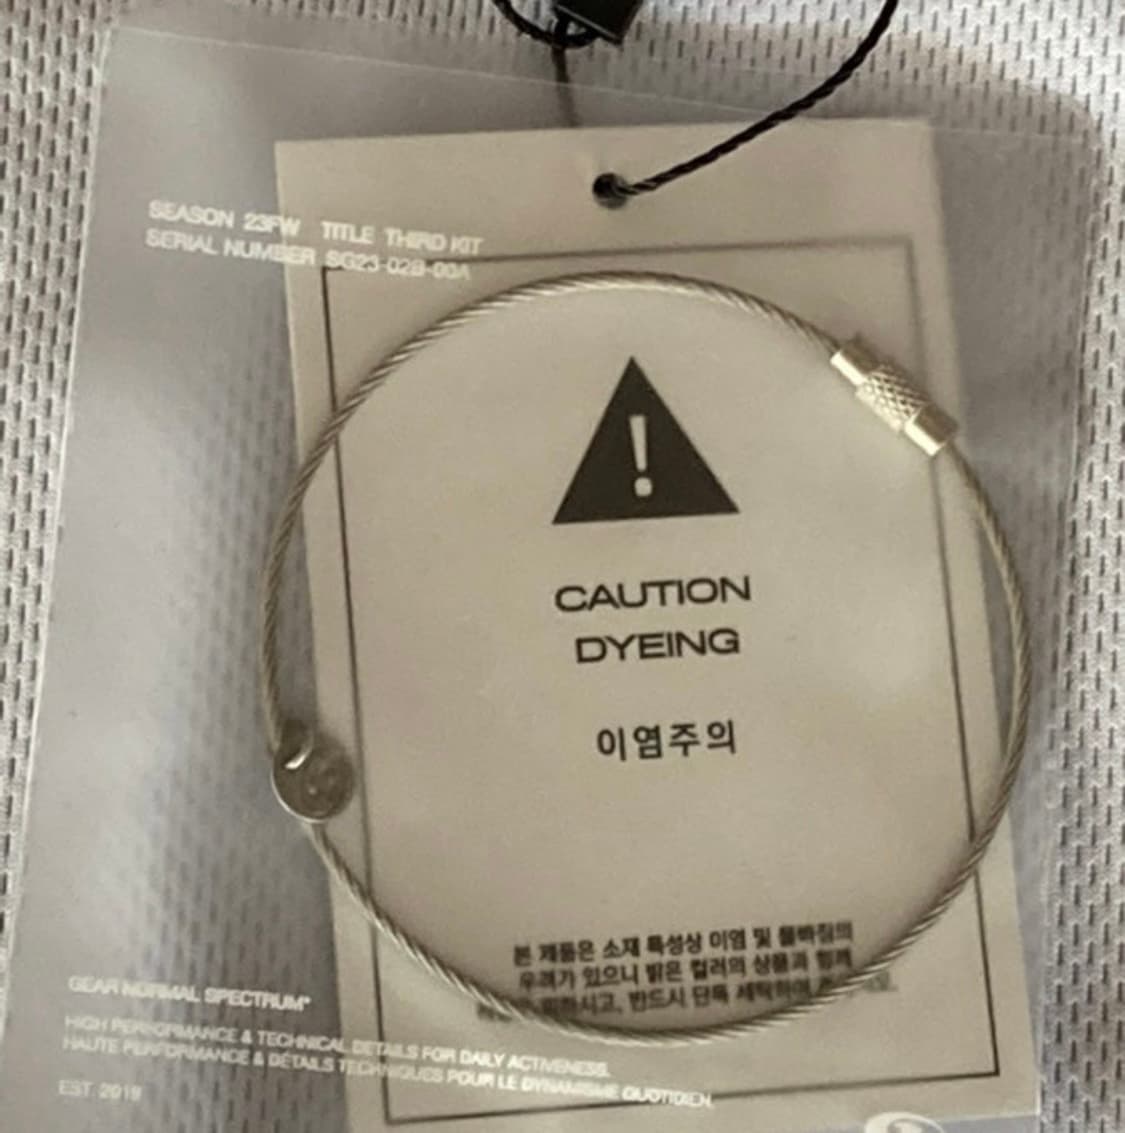 SEASON 23FW TITLE THIRD KIT
SERIAL NUMBER SG23-02B-00A
!
CAUTION
DYEING
이염주의
본 제품은 소재 특성상 이염 및 물빠짐의
우려가 있으니 밝은 컬러의 상품과 함께
반드시 단독 세탁하여
GEAR NORMAL SPECTRUM"
HIGH PERFORMANCE & TECHNICAL DETAILS FOR DAILY ACTIVENESS.
HAUTE PERFORMANCE & DÉTAILS TECHNIQUES POUR LE DYNAMISME QUOTIDIEN.
EST. 2019